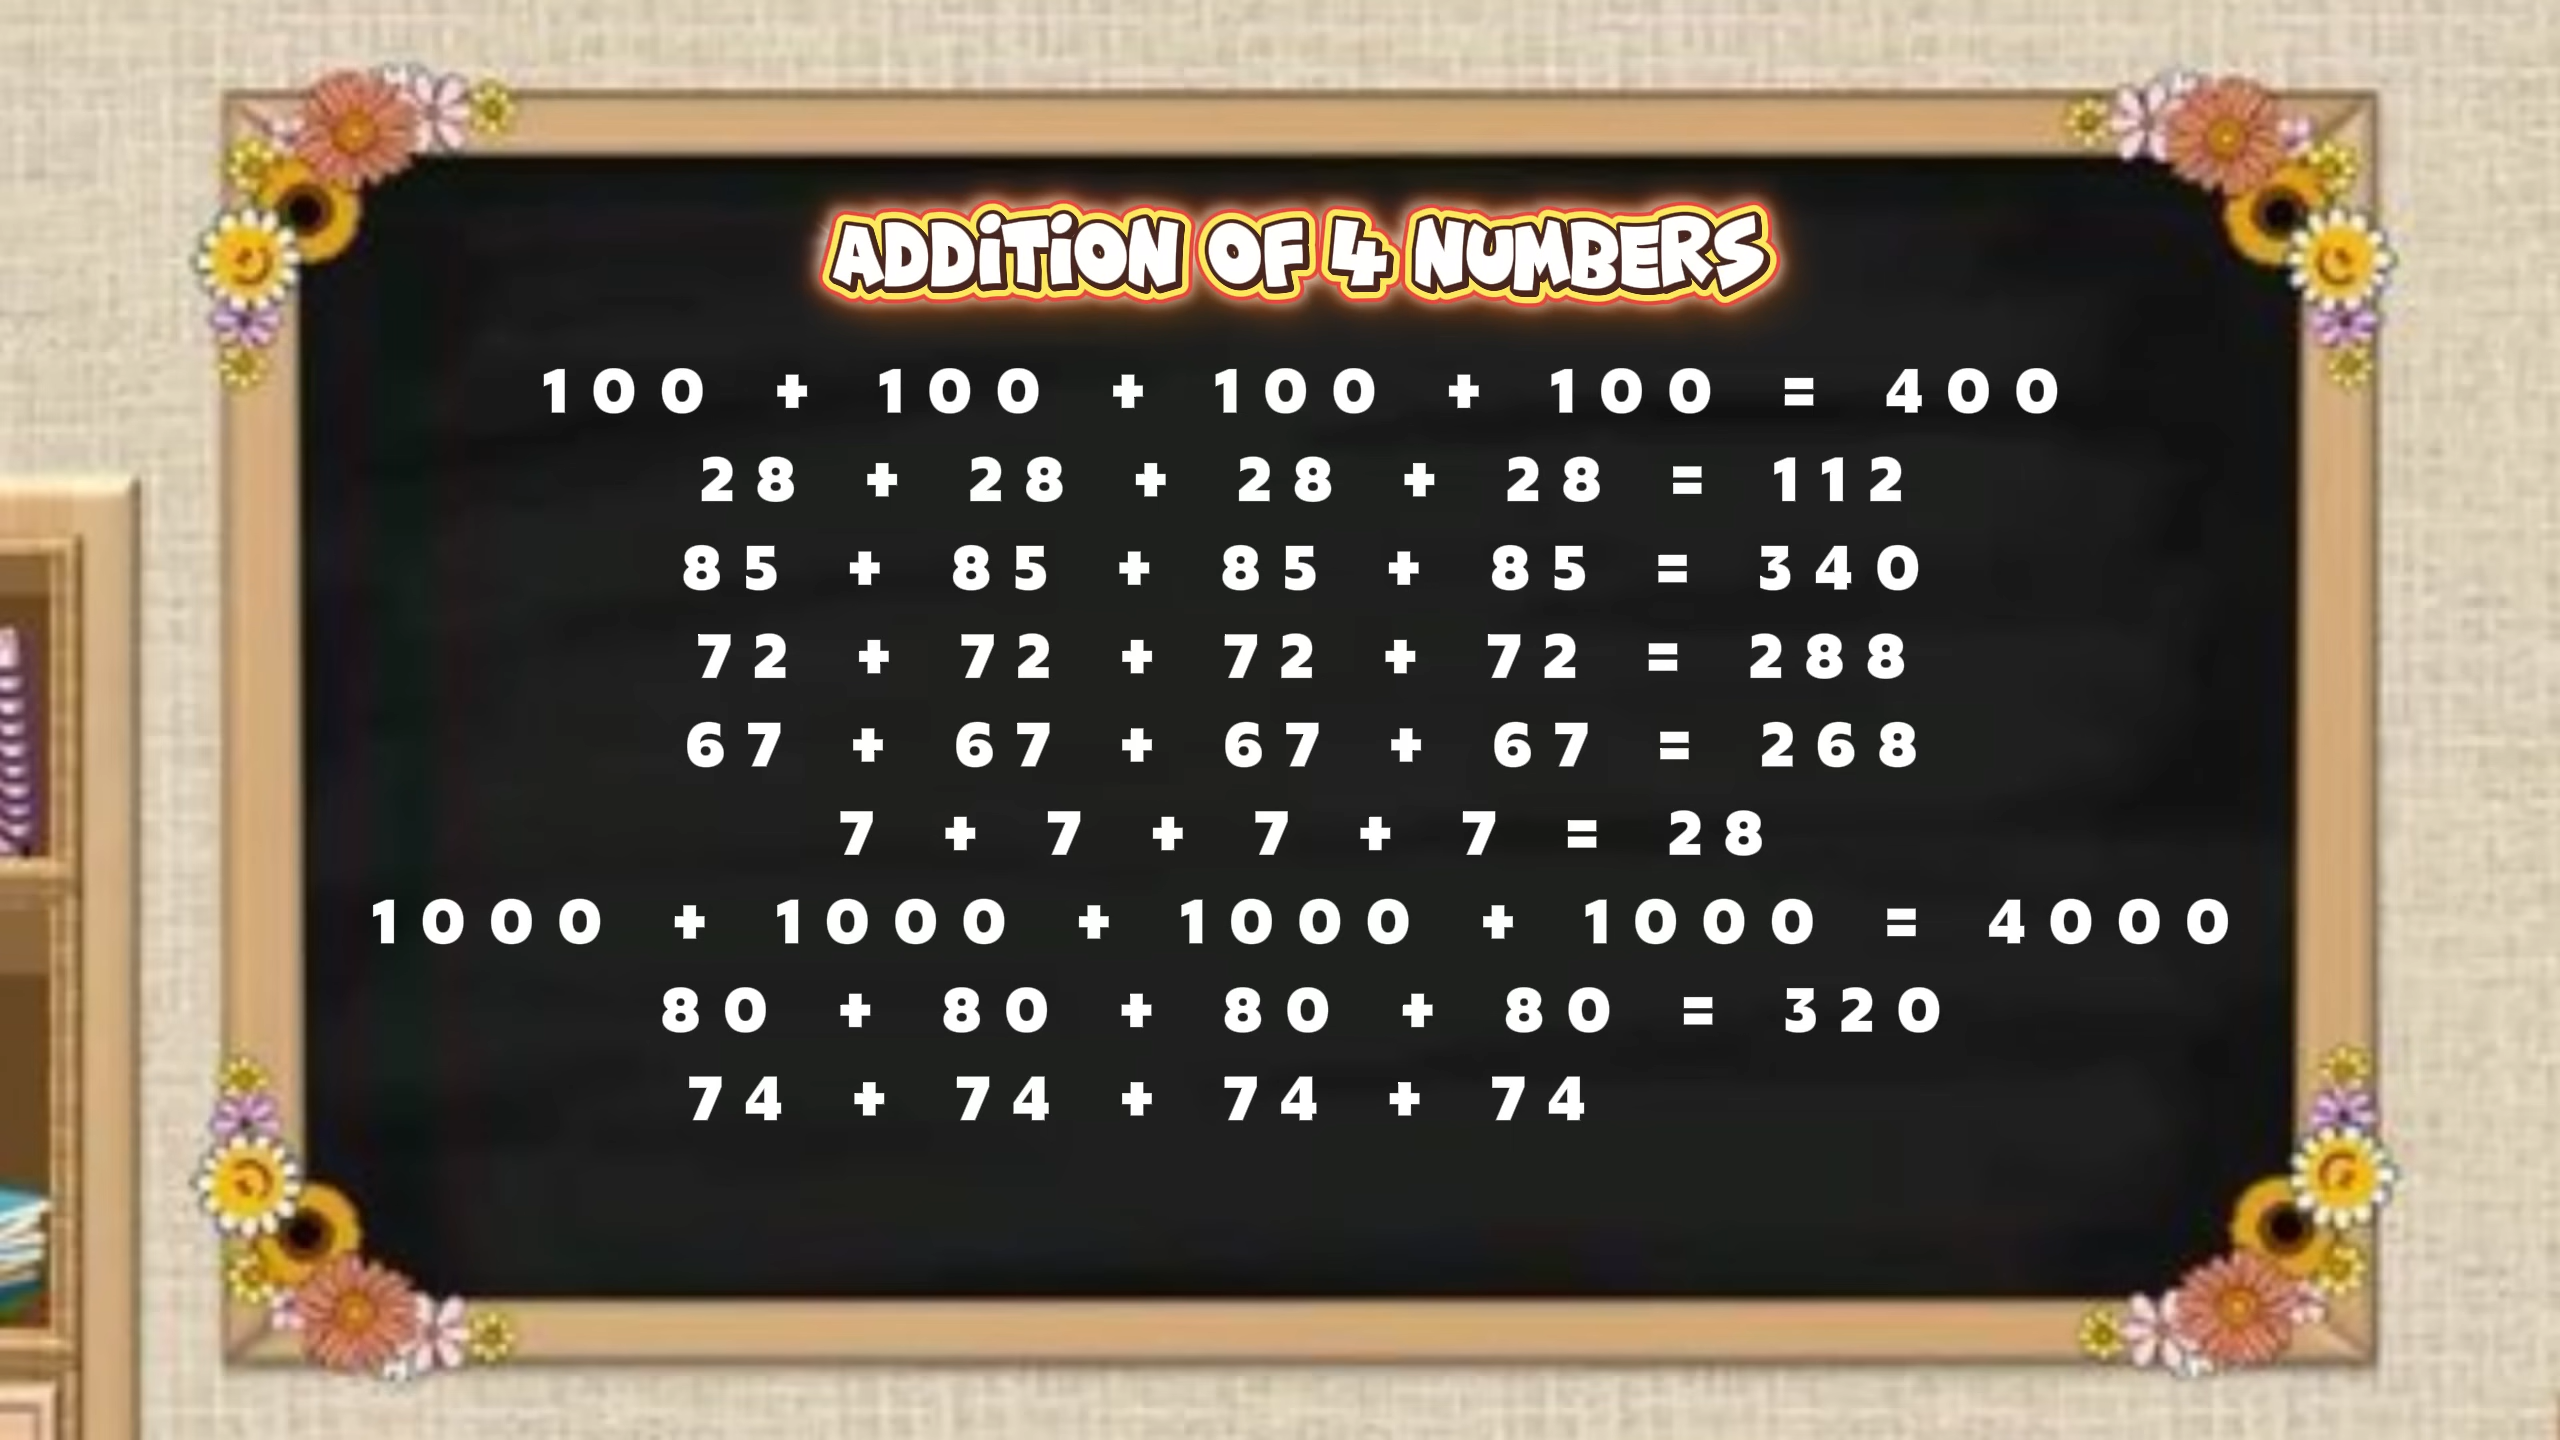 ADDiTiON OF 4 NUMBERS
100 + 100 + 100 + 100 = 400
28 + 28 + 28 + 28 = 112
85 + 85 + 85 + 85 = 340
72 + 72 + 72 + 72 = 288
67 + 67 + 67 + 67 = 268
7 + 7 + 7 + 7 = 28
1000 + 1000 + 1000 + 1000 = 4000
80 + 80 + 80 + 80 = 320
74 + 74 + 74 + 74